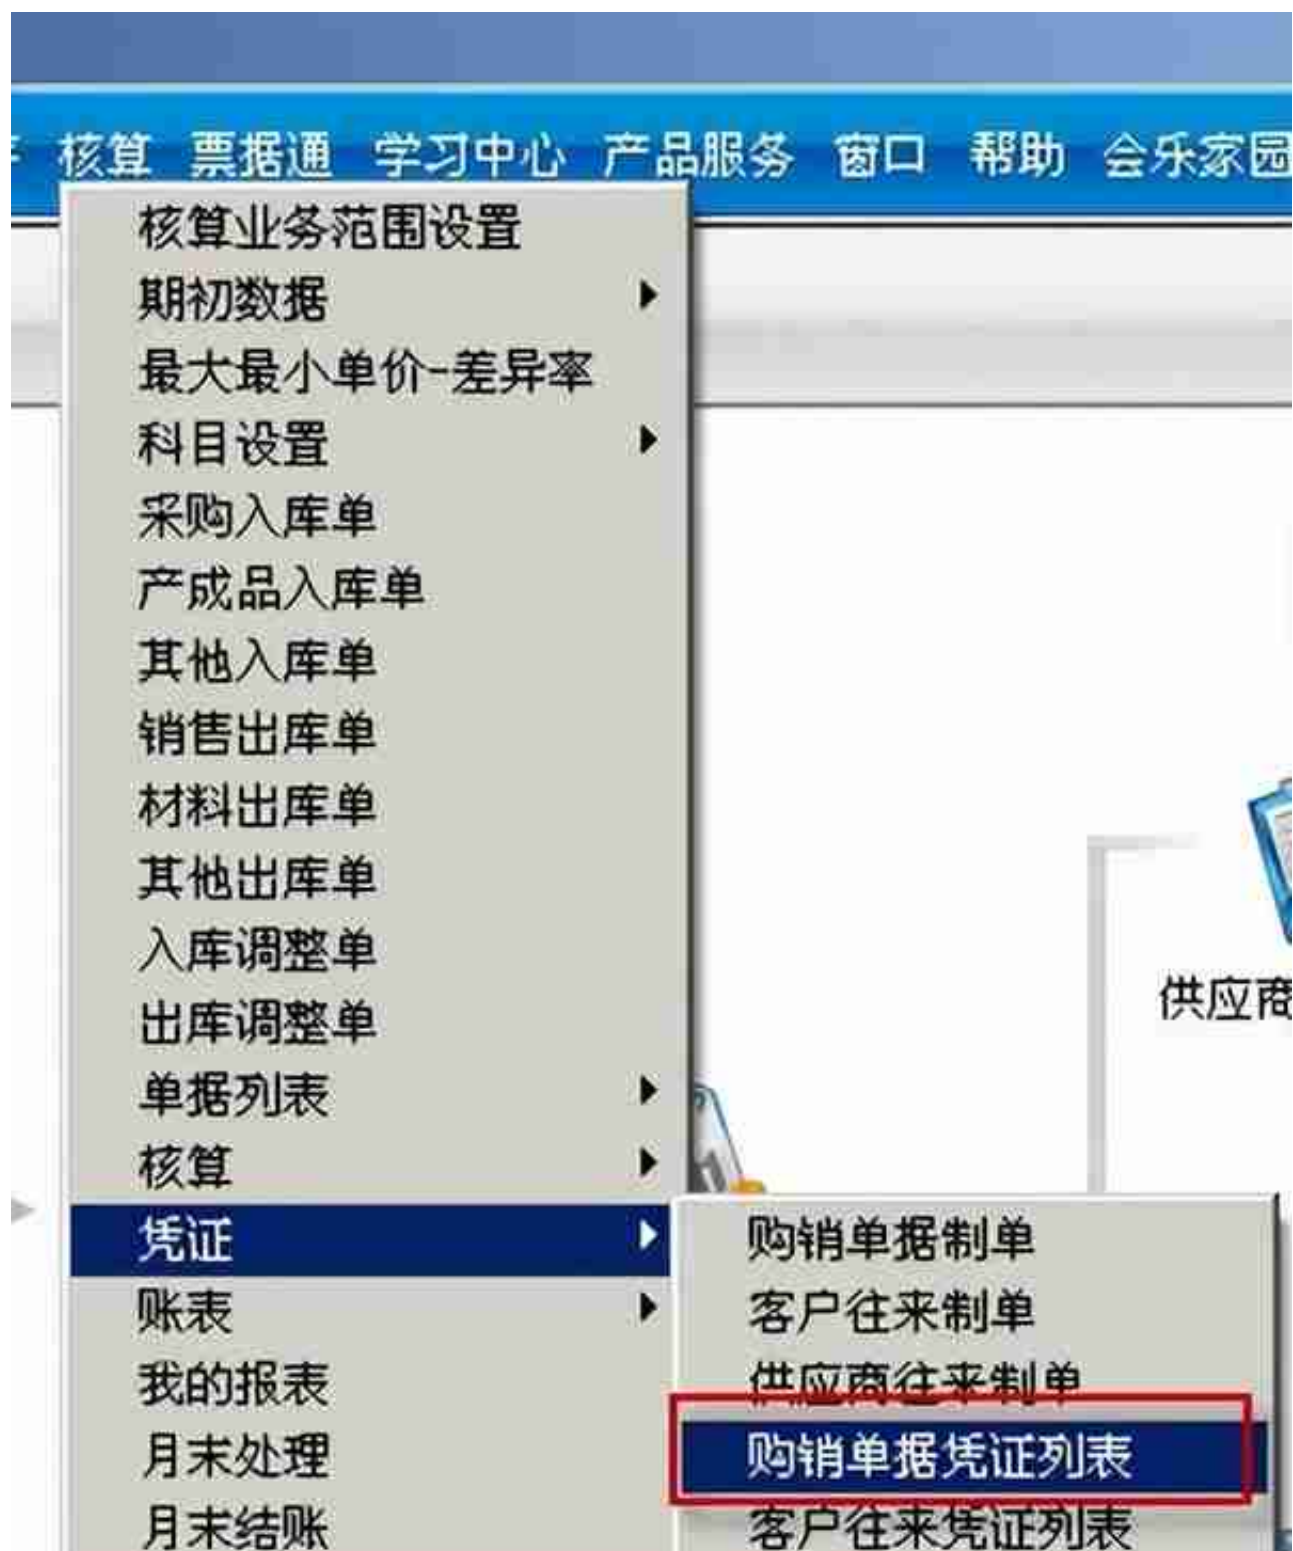 核算 票据通 学习中心 产品服务 窗口 帮助 会乐家园
核算业务范围设置
期初数据
最大最小单价-差异率
科目设置
采购入库单
产成品入库单
其他入库单
销售出库单
材料出库单
其他出库单
入库调整单
出库调整单
供应商
单据列表
核算
凭证
购销单据制单
账表
客户往来制单
我的报表
供应商往来制单
月末处理
购销单据凭证列表
月末结账
客户往来凭证列表